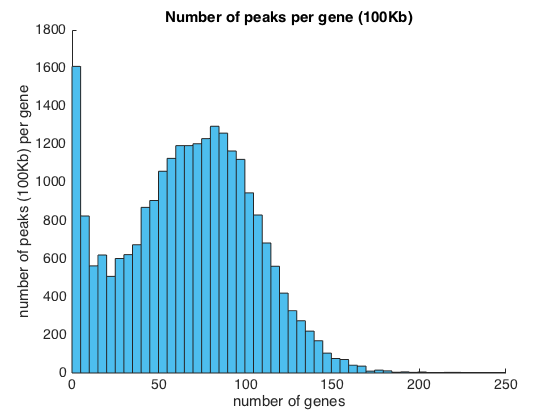 Number of peaks per gene (100Kb)
number of peaks (100Kb) per gene
1800
1600
1400
1200
1000
800
600
400
200
0
0 50 100 150 200 250
number of genes